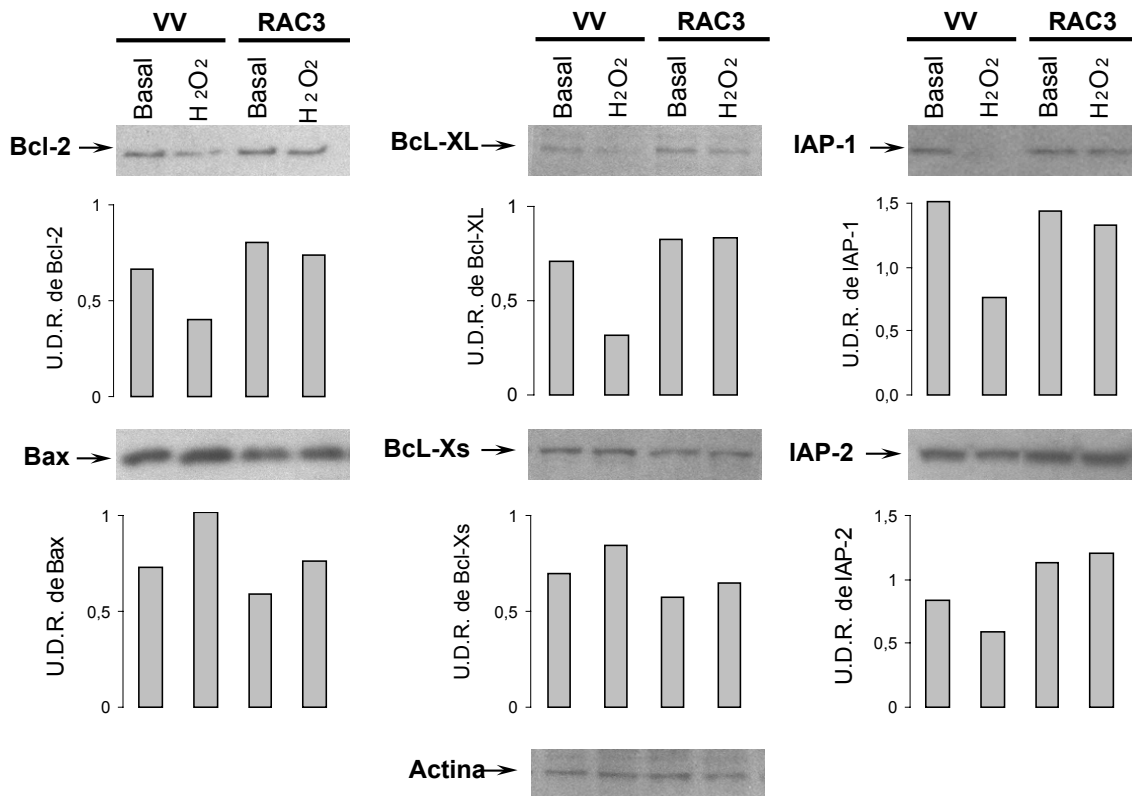 VV RAC3
Basal H2O2 Basal H2O2
Bcl-2
U.D.R. de Bcl-2
1
0,5
0
Bax
U.D.R. de Bax
1
0,5
0
VV RAC3
Basal H2O2 Basal H2O2
BcL-XL
U.D.R. de Bcl-XL
1
0,5
0
BcL-Xs
U.D.R. de Bcl-Xs
1
0,5
0
Actina
VV RAC3
Basal H2O2 Basal H2O2
IAP-1
U.D.R. de IAP-1
1,5
1,0
0,5
0,0
IAP-2
U.D.R. de IAP-2
1,5
1
0,5
0